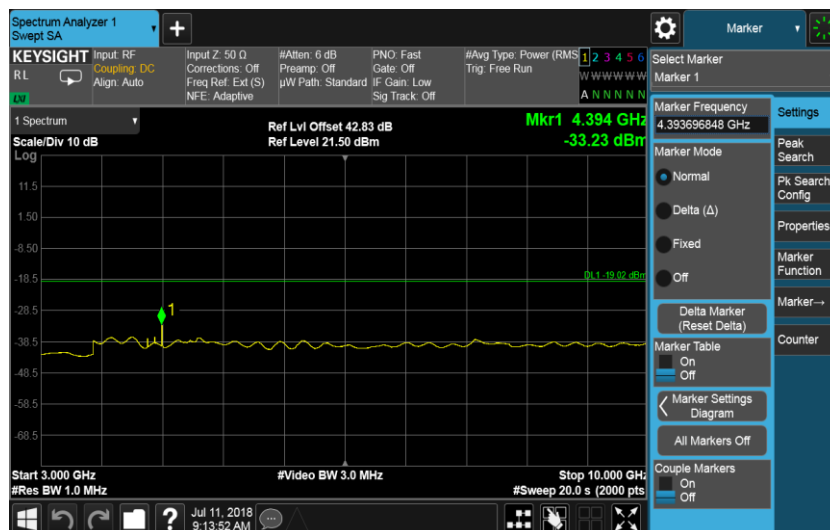 Spectrum Analyzer 1
Swept SA
Marker
KEYSIGHT
RL
LXI
Input: RF
Coupling: DC
Align: Auto
Input Z: 50 Ω
Corrections: Off
Freq Ref: Ext (S)
NFE: Adaptive
#Atten: 6 dB
Preamp: Off
µW Path: Standard
PNO: Fast
Gate: Off
IF Gain: Low
Sig Track: Off
#Avg Type: Power (RMS
Trig: Free Run
1 2 3 4 5 6
W W W W W W
A N N N N N
Select Marker
Marker 1
1 Spectrum
Scale/Div 10 dB
Log
Ref Lvl Offset 42.83 dB
Ref Level 21.50 dBm
Mkr1 4.394 GHz
-33.23 dBm
11.5
1.50
-8.50
-18.5
-28.5
-38.5
-48.5
-58.5
-68.5
DL1 -19.02 dBm
1
Start 3.000 GHz
#Res BW 1.0 MHz
#Video BW 3.0 MHz
Stop 10.000 GHz
#Sweep 20.0 s (2000 pts
Marker Frequency
4.393696848 GHz
Marker Mode
Normal
Delta (Δ)
Fixed
Off
Delta Marker
(Reset Delta)
Marker Table
On
Off
Marker Settings
Diagram
All Markers Off
Couple Markers
On
Off
Settings
Peak
Search
Pk Search
Config
Properties
Marker
Function
Marker→
Counter
?
Jul 11, 2018
9:13:52 AM